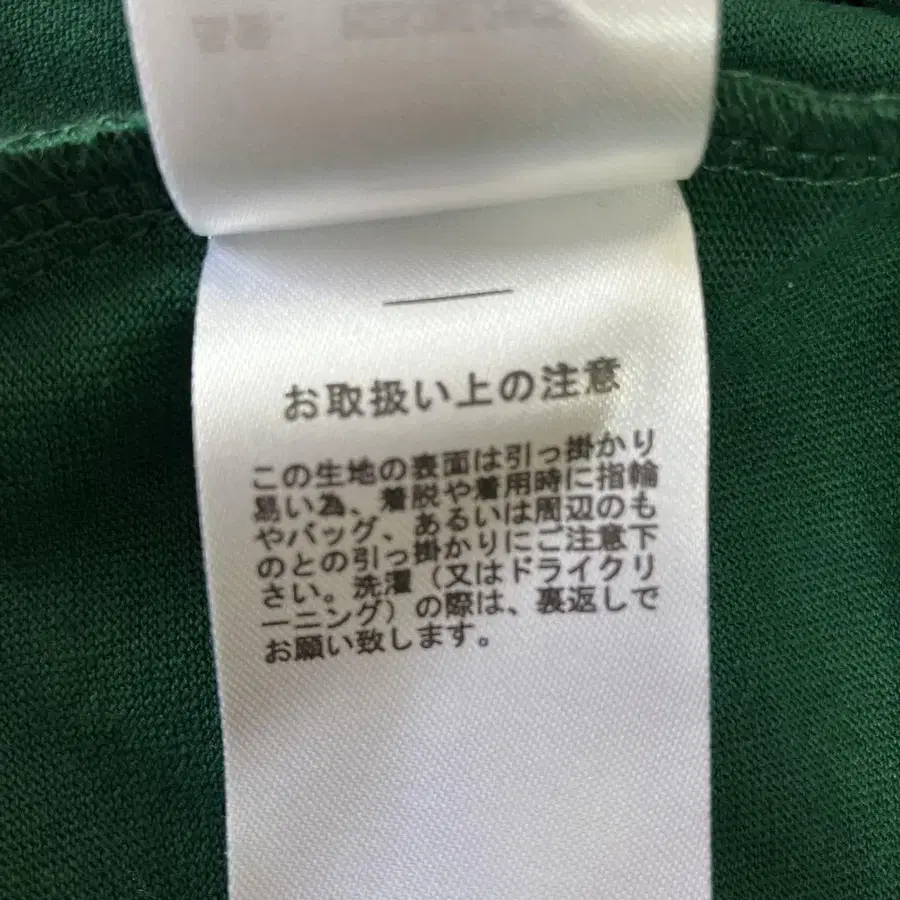 お取扱い上の注意
この生地の表面は引っ掛かり
易い為、着脱や着用時に指輪
やバッグ、あるいは周辺のも
のとの引っ掛かりにご注意下
さい。洗濯（又はドライクリ
ーニング）の際は、裏返しで
お願い致します。